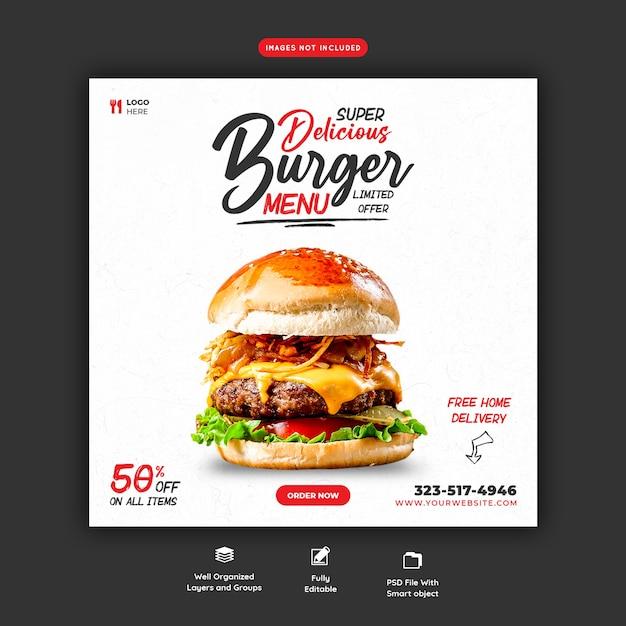 IMAGES NOT INCLUDED
LOGO
HERE
SUPER
Delicious
Burger
MENU
LIMITED
OFFER
FREE HOME
DELIVERY
50% OFF
ON ALL ITEMS
ORDER NOW
323-517-4946
WWW.YOURWEBSITE.COM
Well Organized
Layers and Groups
Fully
Editable
PSD File With
Smart object